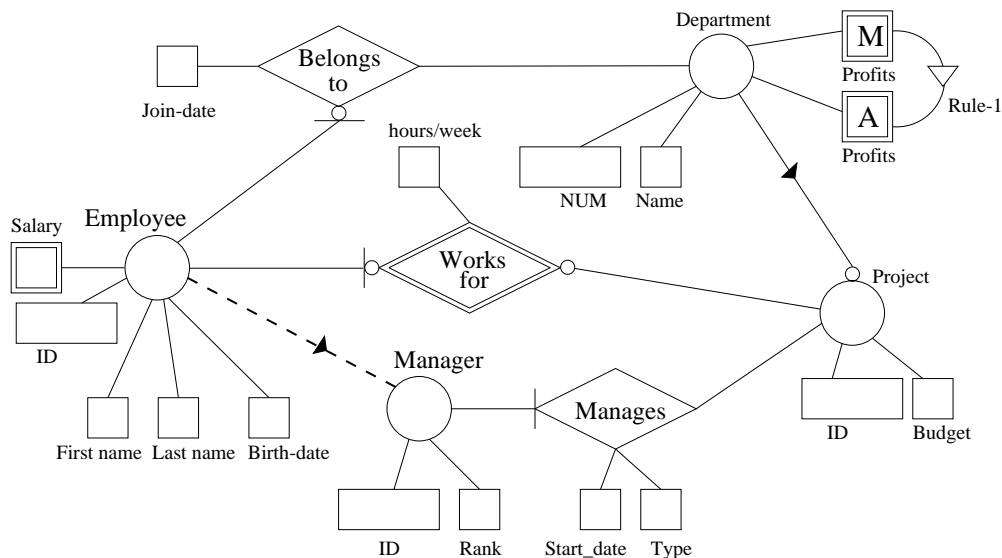 Department
M
Profits
Rule-1
A
Profits
Belongs
to
Join-date
hours/week
NUM
Name
Salary
Employee
Works
for
Project
ID
Manager
Manages
ID
Budget
First name
Last name
Birth-date
ID
Rank
Start_date
Type